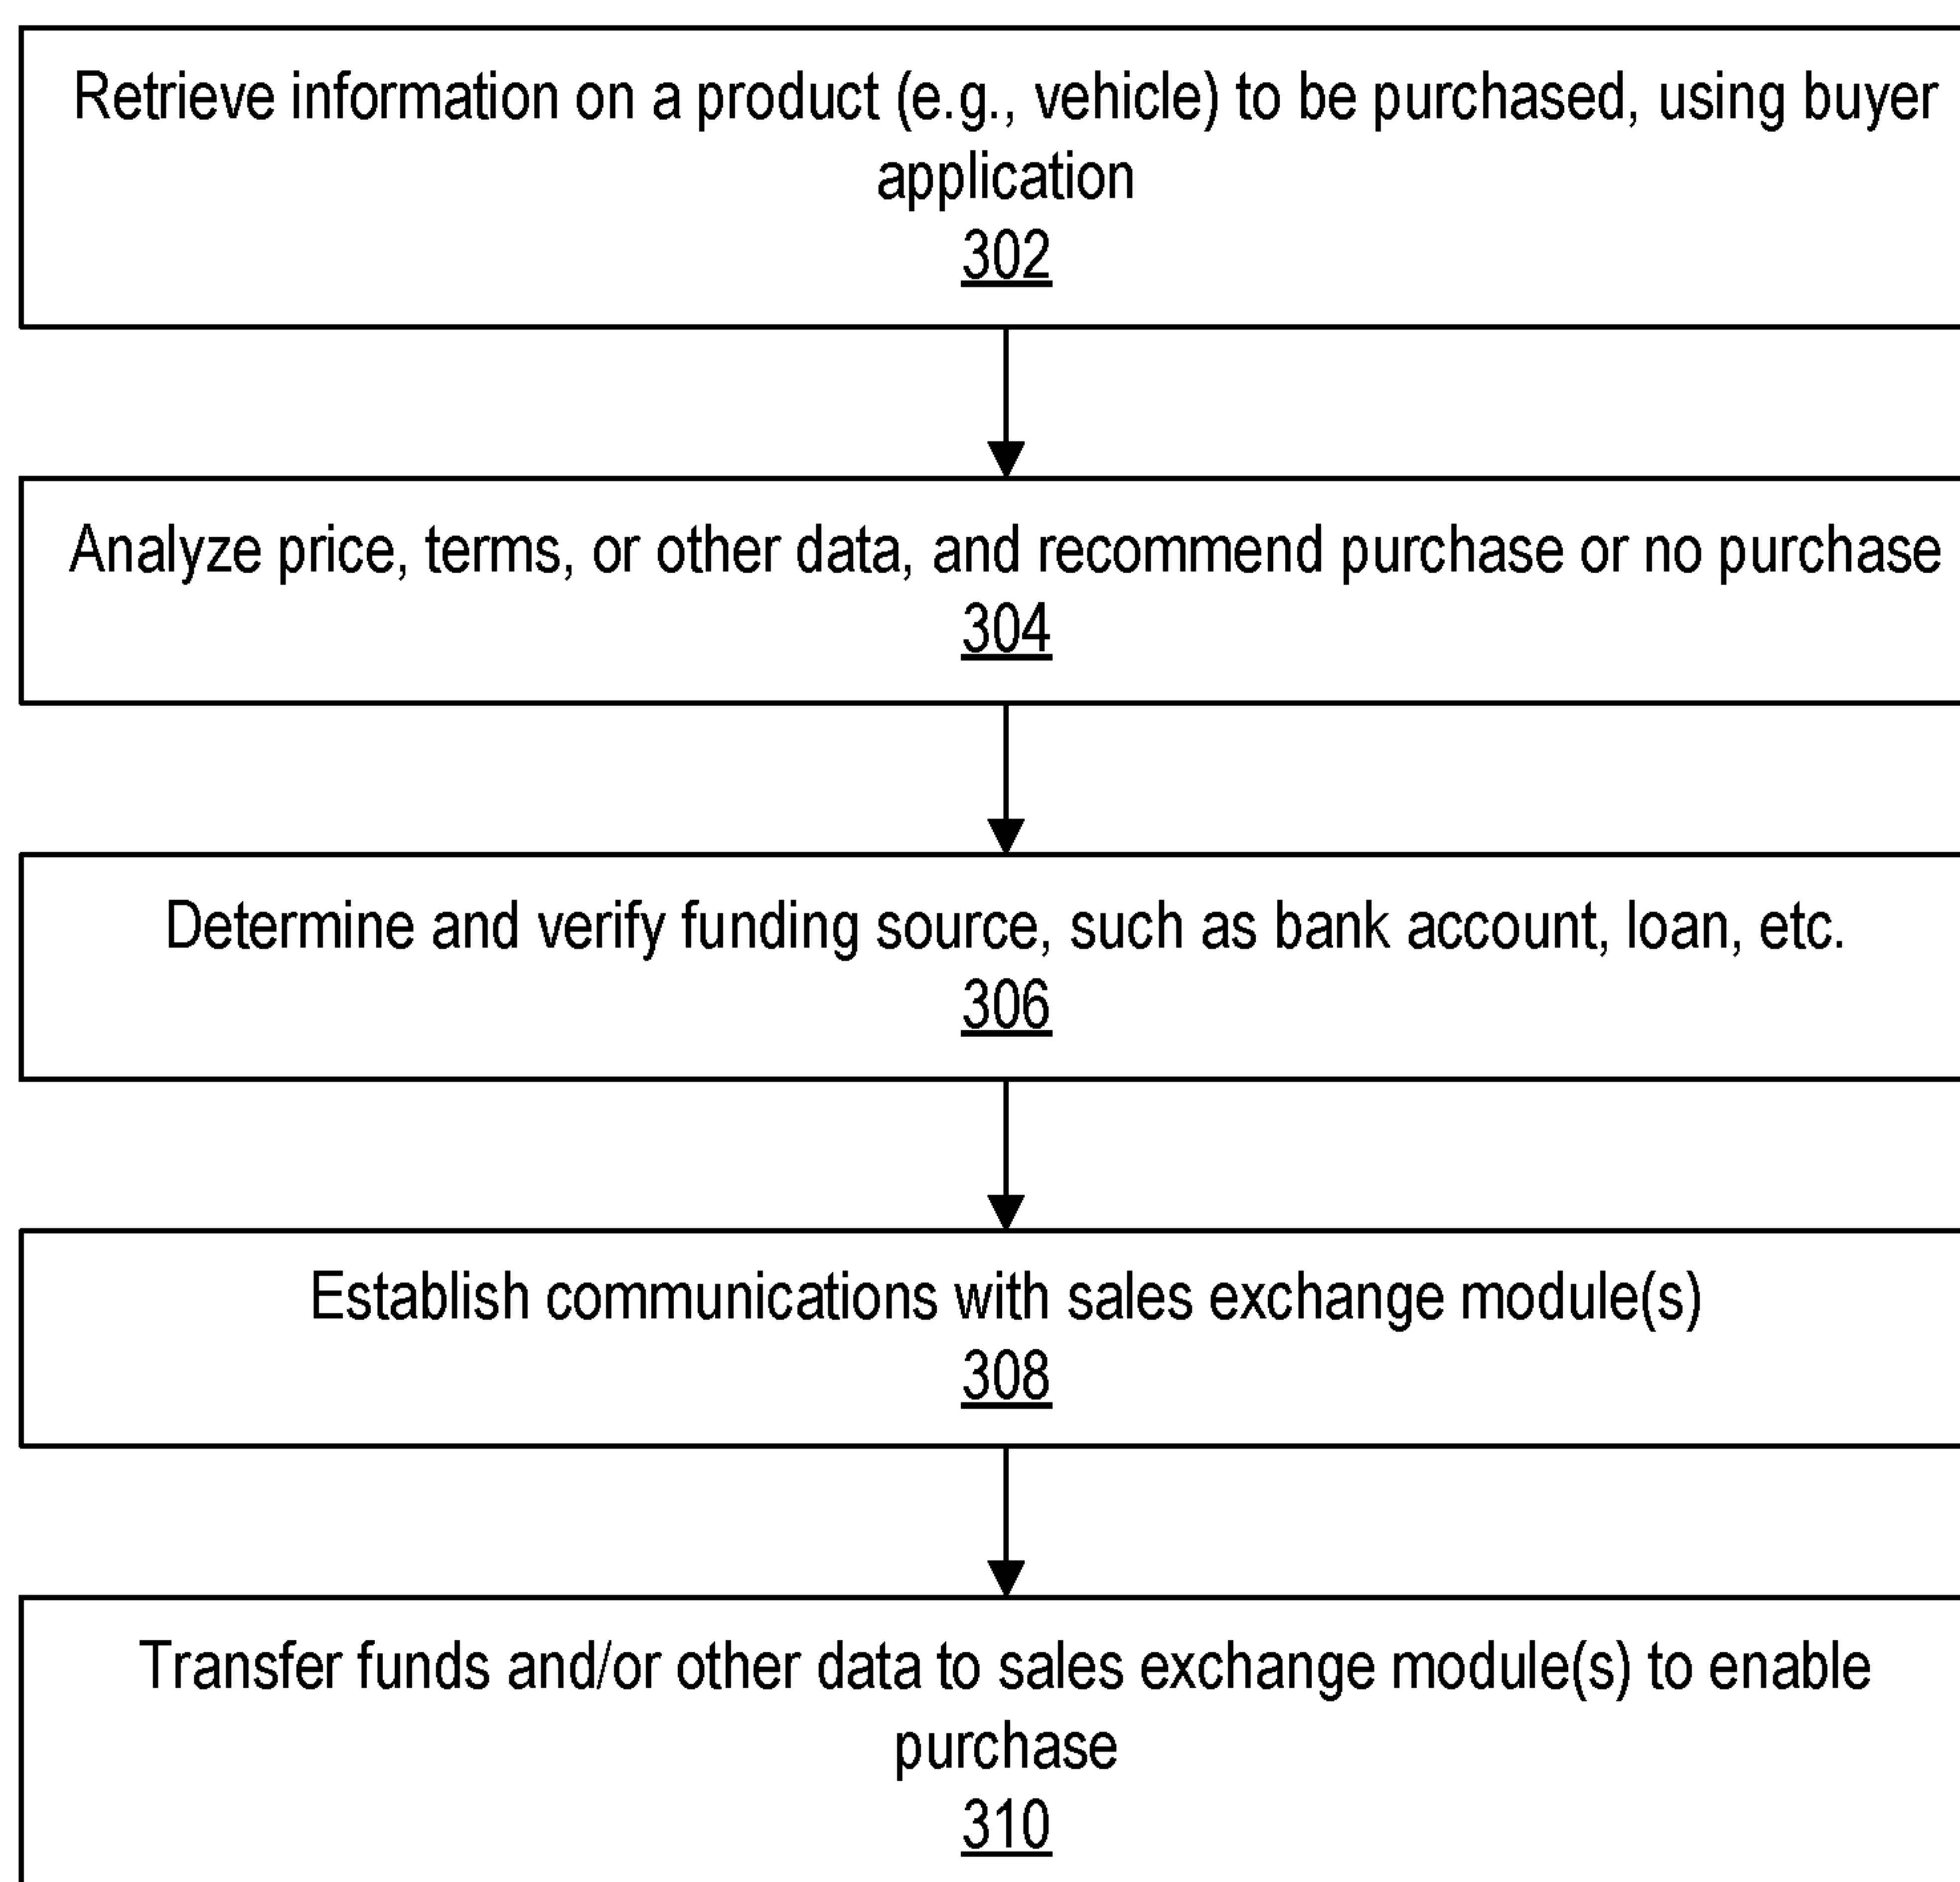 Retrieve information on a product (e.g., vehicle) to be purchased, using buyer
application
302
Analyze price, terms, or other data, and recommend purchase or no purchase
304
Determine and verify funding source, such as bank account, loan, etc.
306
Establish communications with sales exchange module(s)
308
Transfer funds and/or other data to sales exchange module(s) to enable
purchase
310